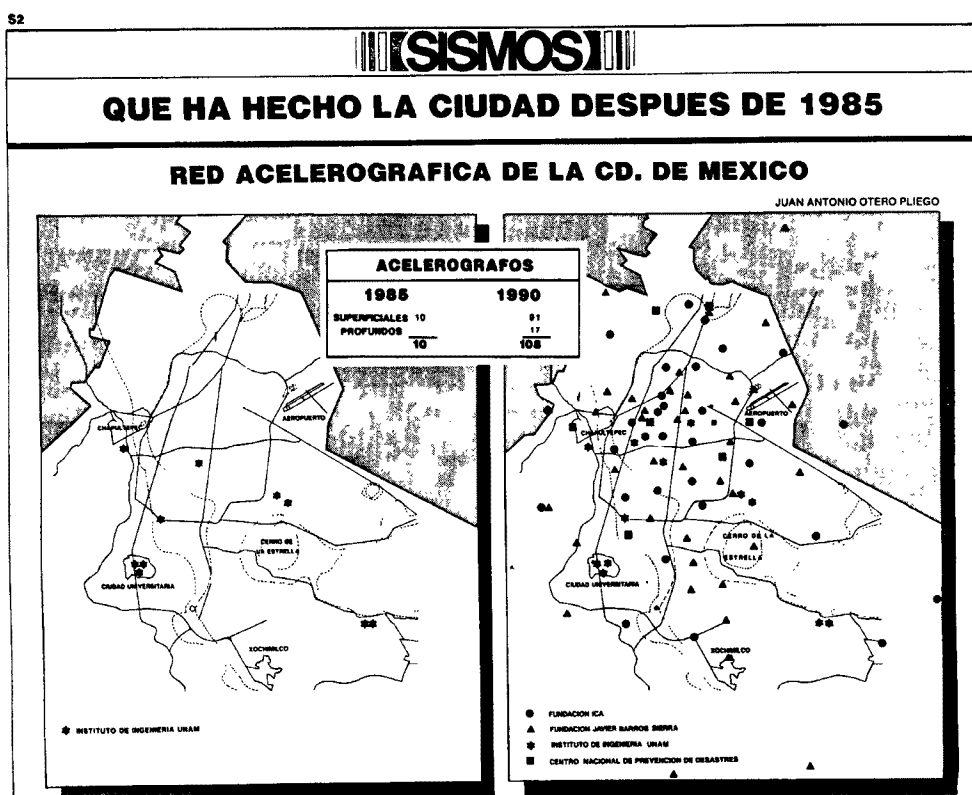 S2
SISMOS
QUE HA HECHO LA CIUDAD DESPUES DE 1985
RED ACELEROGRAFICA DE LA CD. DE MEXICO
JUAN ANTONIO OTERO PLIEGO
ACELEROGRAFOS
1985 1990
SUPERFICIALES 10 91
PROFUNDOS 17
10 108
CHAPULTEPEC
AEROPUERTO
CERRO DE
LA ESTRELLA
CIUDAD UNIVERSITARIA
XOCHIMILCO
INSTITUTO DE INGENIERIA UNAM
CHAPULTEPEC
AEROPUERTO
CERRO DE LA
ESTRELLA
CIUDAD UNIVERSITARIA
XOCHIMILCO
FUNDACION ICA
FUNDACION JAVIER BARROS SIERRA
INSTITUTO DE INGENIERIA UNAM
CENTRO NACIONAL DE PREVENCION DE DESASTRES